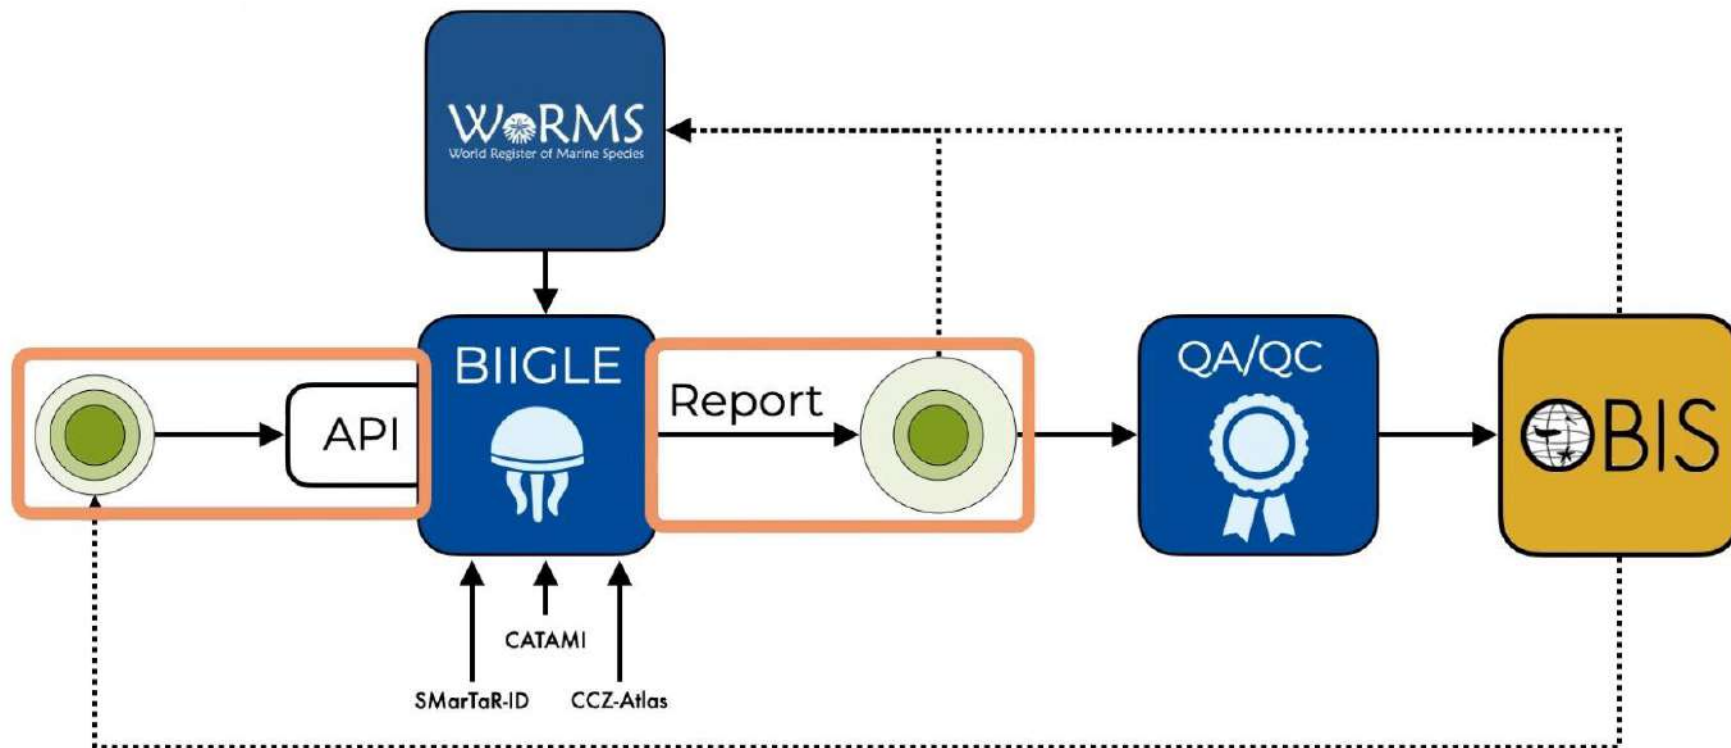 WoRMS
World Register of Marine Species
BIIGLE
API
Report
QA/QC
OBIS
CATAMI
SMarTaR-ID
CCZ-Atlas